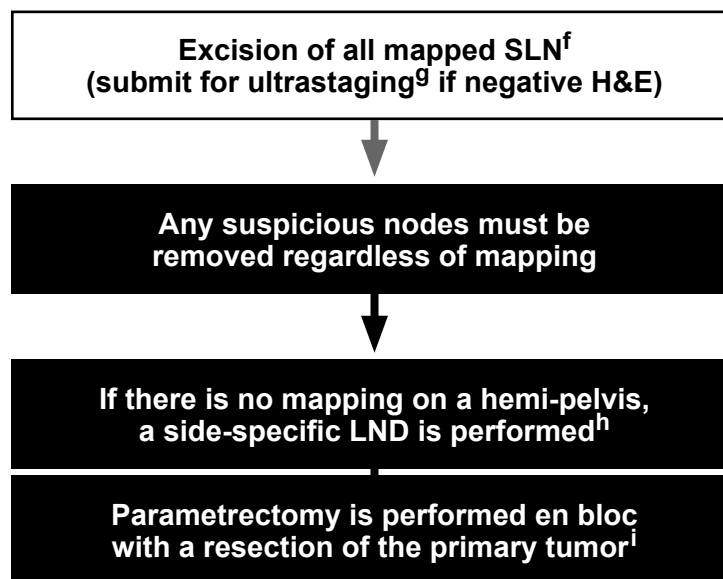 Excision of all mapped SLNᶠ
(submit for ultrastagingᵍ if negative H&E)
Any suspicious nodes must be
removed regardless of mapping
If there is no mapping on a hemi-pelvis,
a side-specific LND is performedʰ
Parametrectomy is performed en bloc
with a resection of the primary tumorⁱ